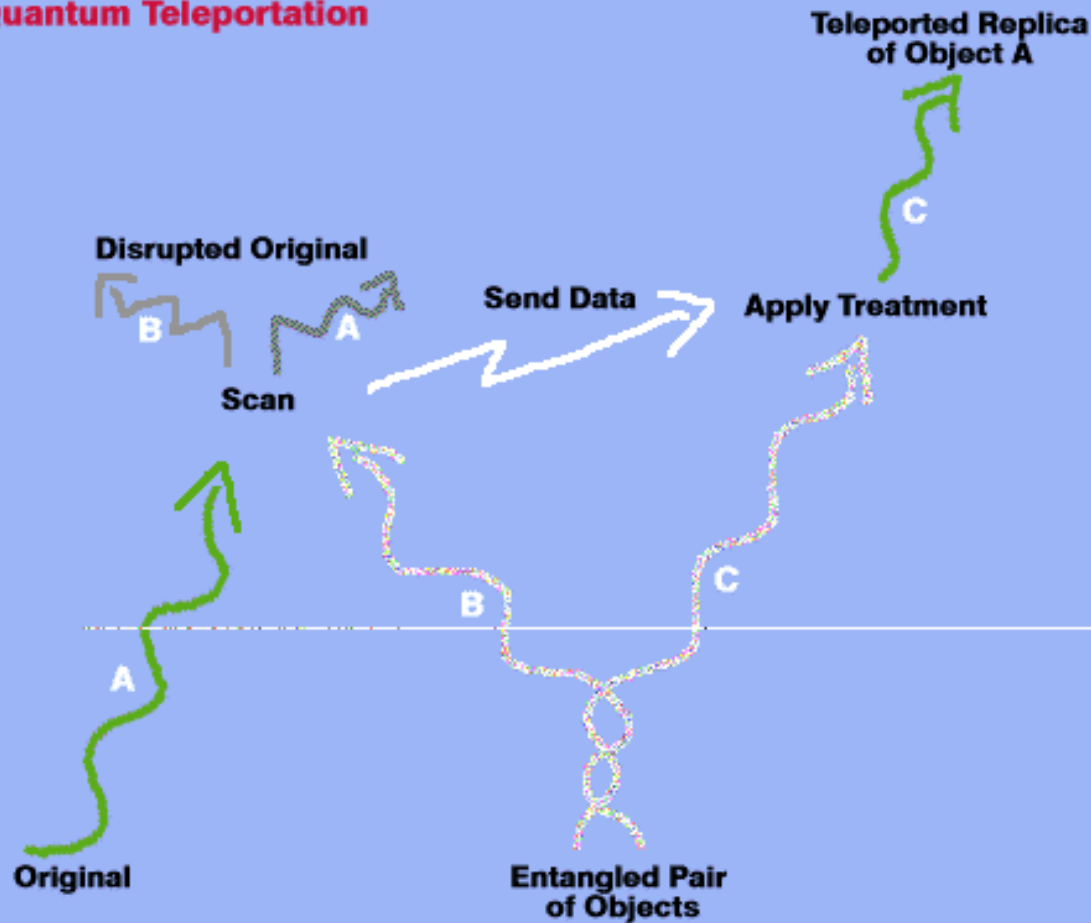 uantum Teleportation
Teleported Replica
of Object A
C
Disrupted Original
B
A
Send Data
Apply Treatment
Scan
B
C
A
Original
Entangled Pair
of Objects